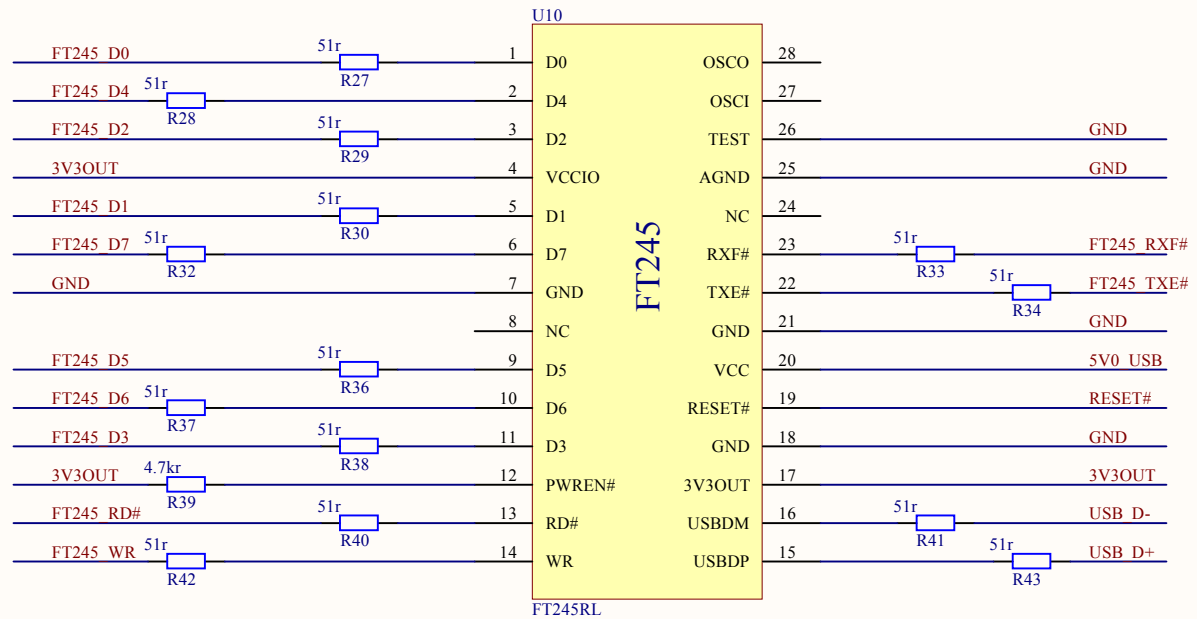 U10
FT245_D0 51r R27 1 D0 OSCO 28
FT245_D4 51r R28 2 D4 OSCI 27
FT245_D2 51r R29 3 D2 TEST 26 GND
3V3OUT 4 VCCIO AGND 25 GND
FT245_D1 51r R30 5 D1 NC 24
FT245_D7 51r R32 6 D7 RXF# 23 51r R33 FT245_RXF#
GND 7 GND TXE# 22 51r R34 FT245_TXE#
8 NC GND 21 GND
FT245_D5 51r R36 9 D5 VCC 20 5V0_USB
FT245_D6 51r R37 10 D6 RESET# 19 RESET#
FT245_D3 51r R38 11 D3 GND 18 GND
3V3OUT 4.7kr R39 12 PWREN# 3V3OUT 17 3V3OUT
FT245_RD# 51r R40 13 RD# USBDM 16 51r R41 USB_D-
FT245_WR 51r R42 14 WR USBDP 15 51r R43 USB_D+
FT245
FT245RL